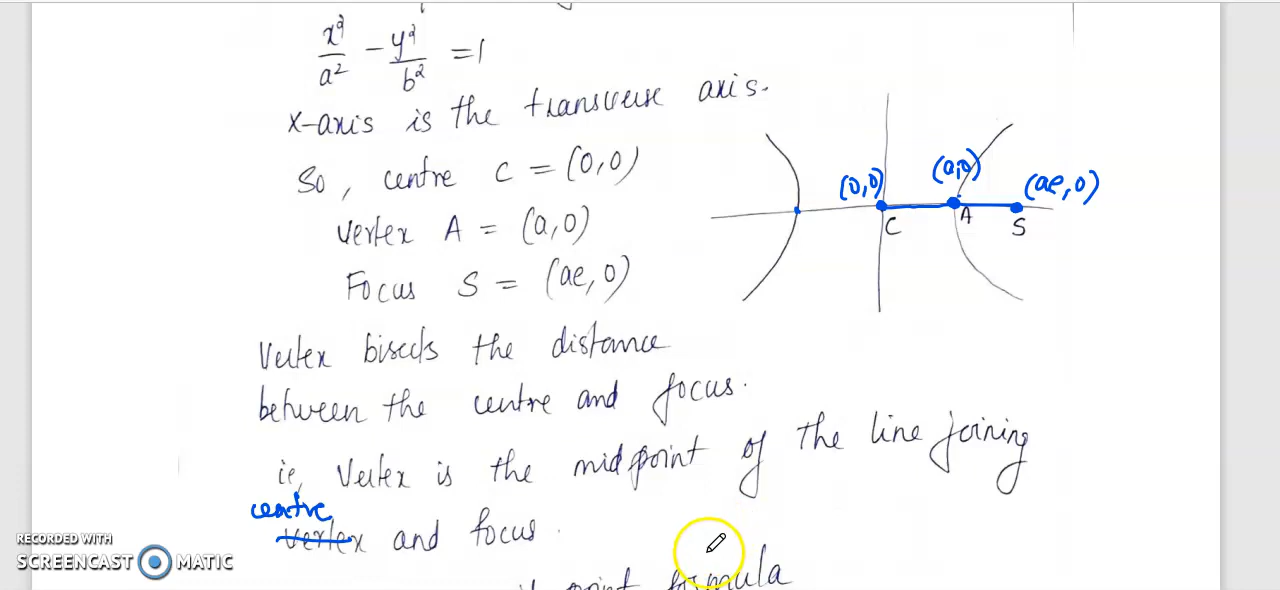 x²/a² - y²/b² = 1
x-axis is the transverse axis.
So, centre C = (0,0)
vertex A = (a,0)
Focus S = (ae,0)
(0,0)
(a,0)
(ae,0)
C
A
S
Vertex bisects the distance
between the centre and focus.
ie, Vertex is the midpoint of the line joining
centre
vertex and focus.
point formula
RECORDED WITH
SCREENCAST MATIC